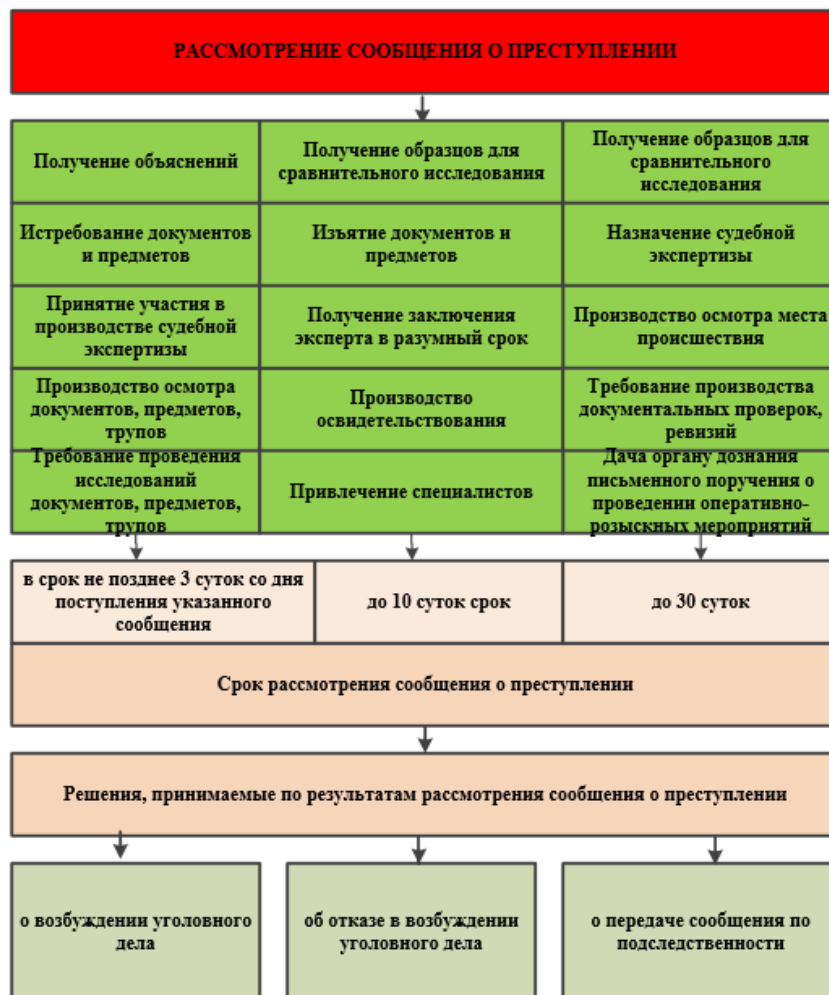 РАССМОТРЕНИЕ СООБЩЕНИЯ О ПРЕСТУПЛЕНИИ
Получение объяснений
Получение образцов для
сравнительного исследования
Получение образцов для
сравнительного
исследования
Истребование документов
и предметов
Изъятие документов и
предметов
Назначение судебной
экспертизы
Принятие участия в
производстве судебной
экспертизы
Получение заключения
эксперта в разумный срок
Производство осмотра места
происшествия
Производство осмотра
документов, предметов,
трупов
Производство
освидетельствования
Требование производства
документальных проверок,
ревизий
Требование проведения
исследований
документов, предметов,
трупов
Привлечение специалистов
Дача органу дознания
письменного поручения о
проведении оперативно-
розыскных мероприятий
в срок не позднее 3 суток со дня
поступления указанного
сообщения
до 10 суток срок
до 30 суток
Срок рассмотрения сообщения о преступлении
Решения, принимаемые по результатам рассмотрения сообщения о преступлении
о возбуждении уголовного
дела
об отказе в возбуждении
уголовного дела
о передаче сообщения по
подследственности